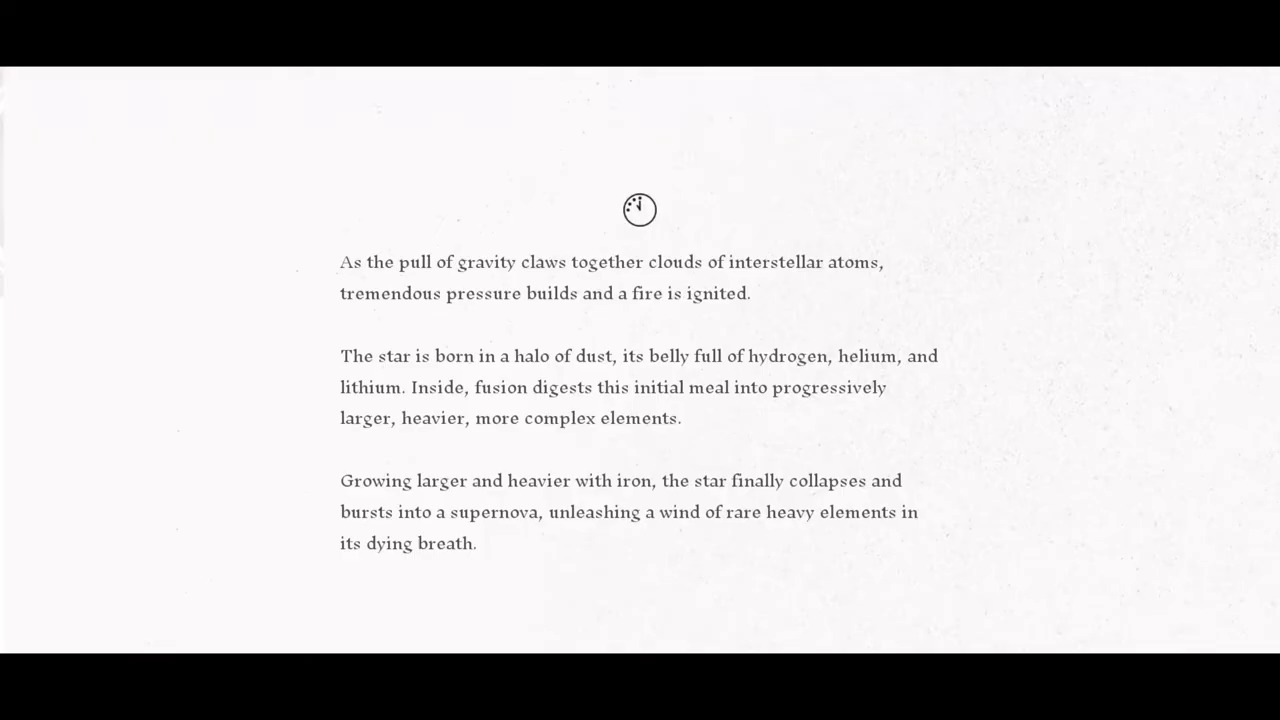 As the pull of gravity claws together clouds of interstellar atoms,
tremendous pressure builds and a fire is ignited.
The star is born in a halo of dust, its belly full of hydrogen, helium, and
lithium. Inside, fusion digests this initial meal into progressively
larger, heavier, more complex elements.
Growing larger and heavier with iron, the star finally collapses and
bursts into a supernova, unleashing a wind of rare heavy elements in
its dying breath.